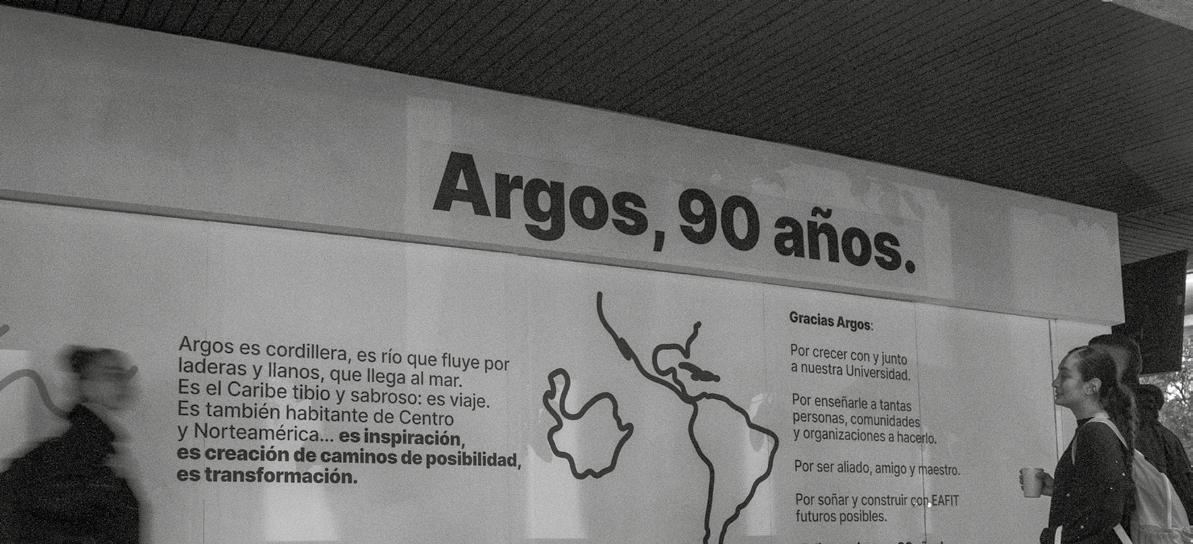 Argos, 90 años.
Argos es cordillera, es río que fluye por
laderas y llanos, que llega al mar.
Es el Caribe tibio y sabroso: es viaje.
Es también habitante de Centro
y Norteamérica... es inspiración,
es creación de caminos de posibilidad,
es transformación.
Gracias Argos:
Por crecer con y junto
a nuestra Universidad.
Por enseñarle a tantas
personas, comunidades
y organizaciones a hacerlo.
Por ser aliado, amigo y maestro.
Por soñar y construir con EAFIT
futuros posibles.